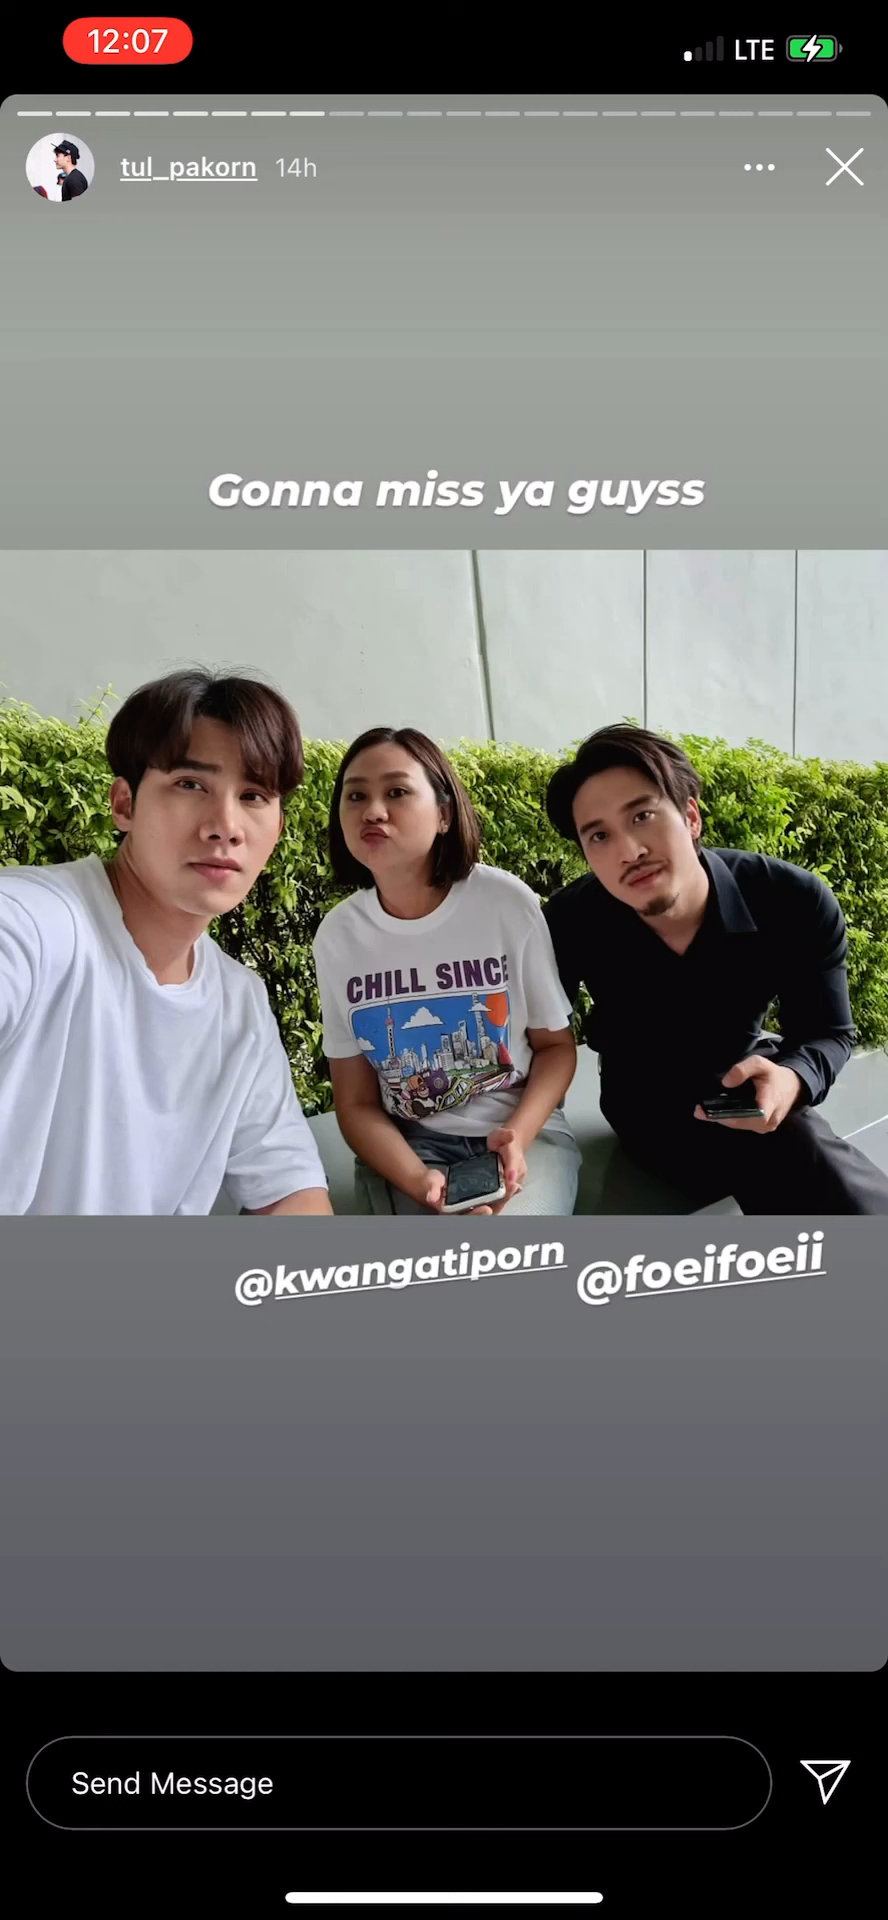 12:07
LTE
tul_pakorn 14h
Gonna miss ya guyss
CHILL SINCE
@kwangatiporn @foeifoeii
Send Message